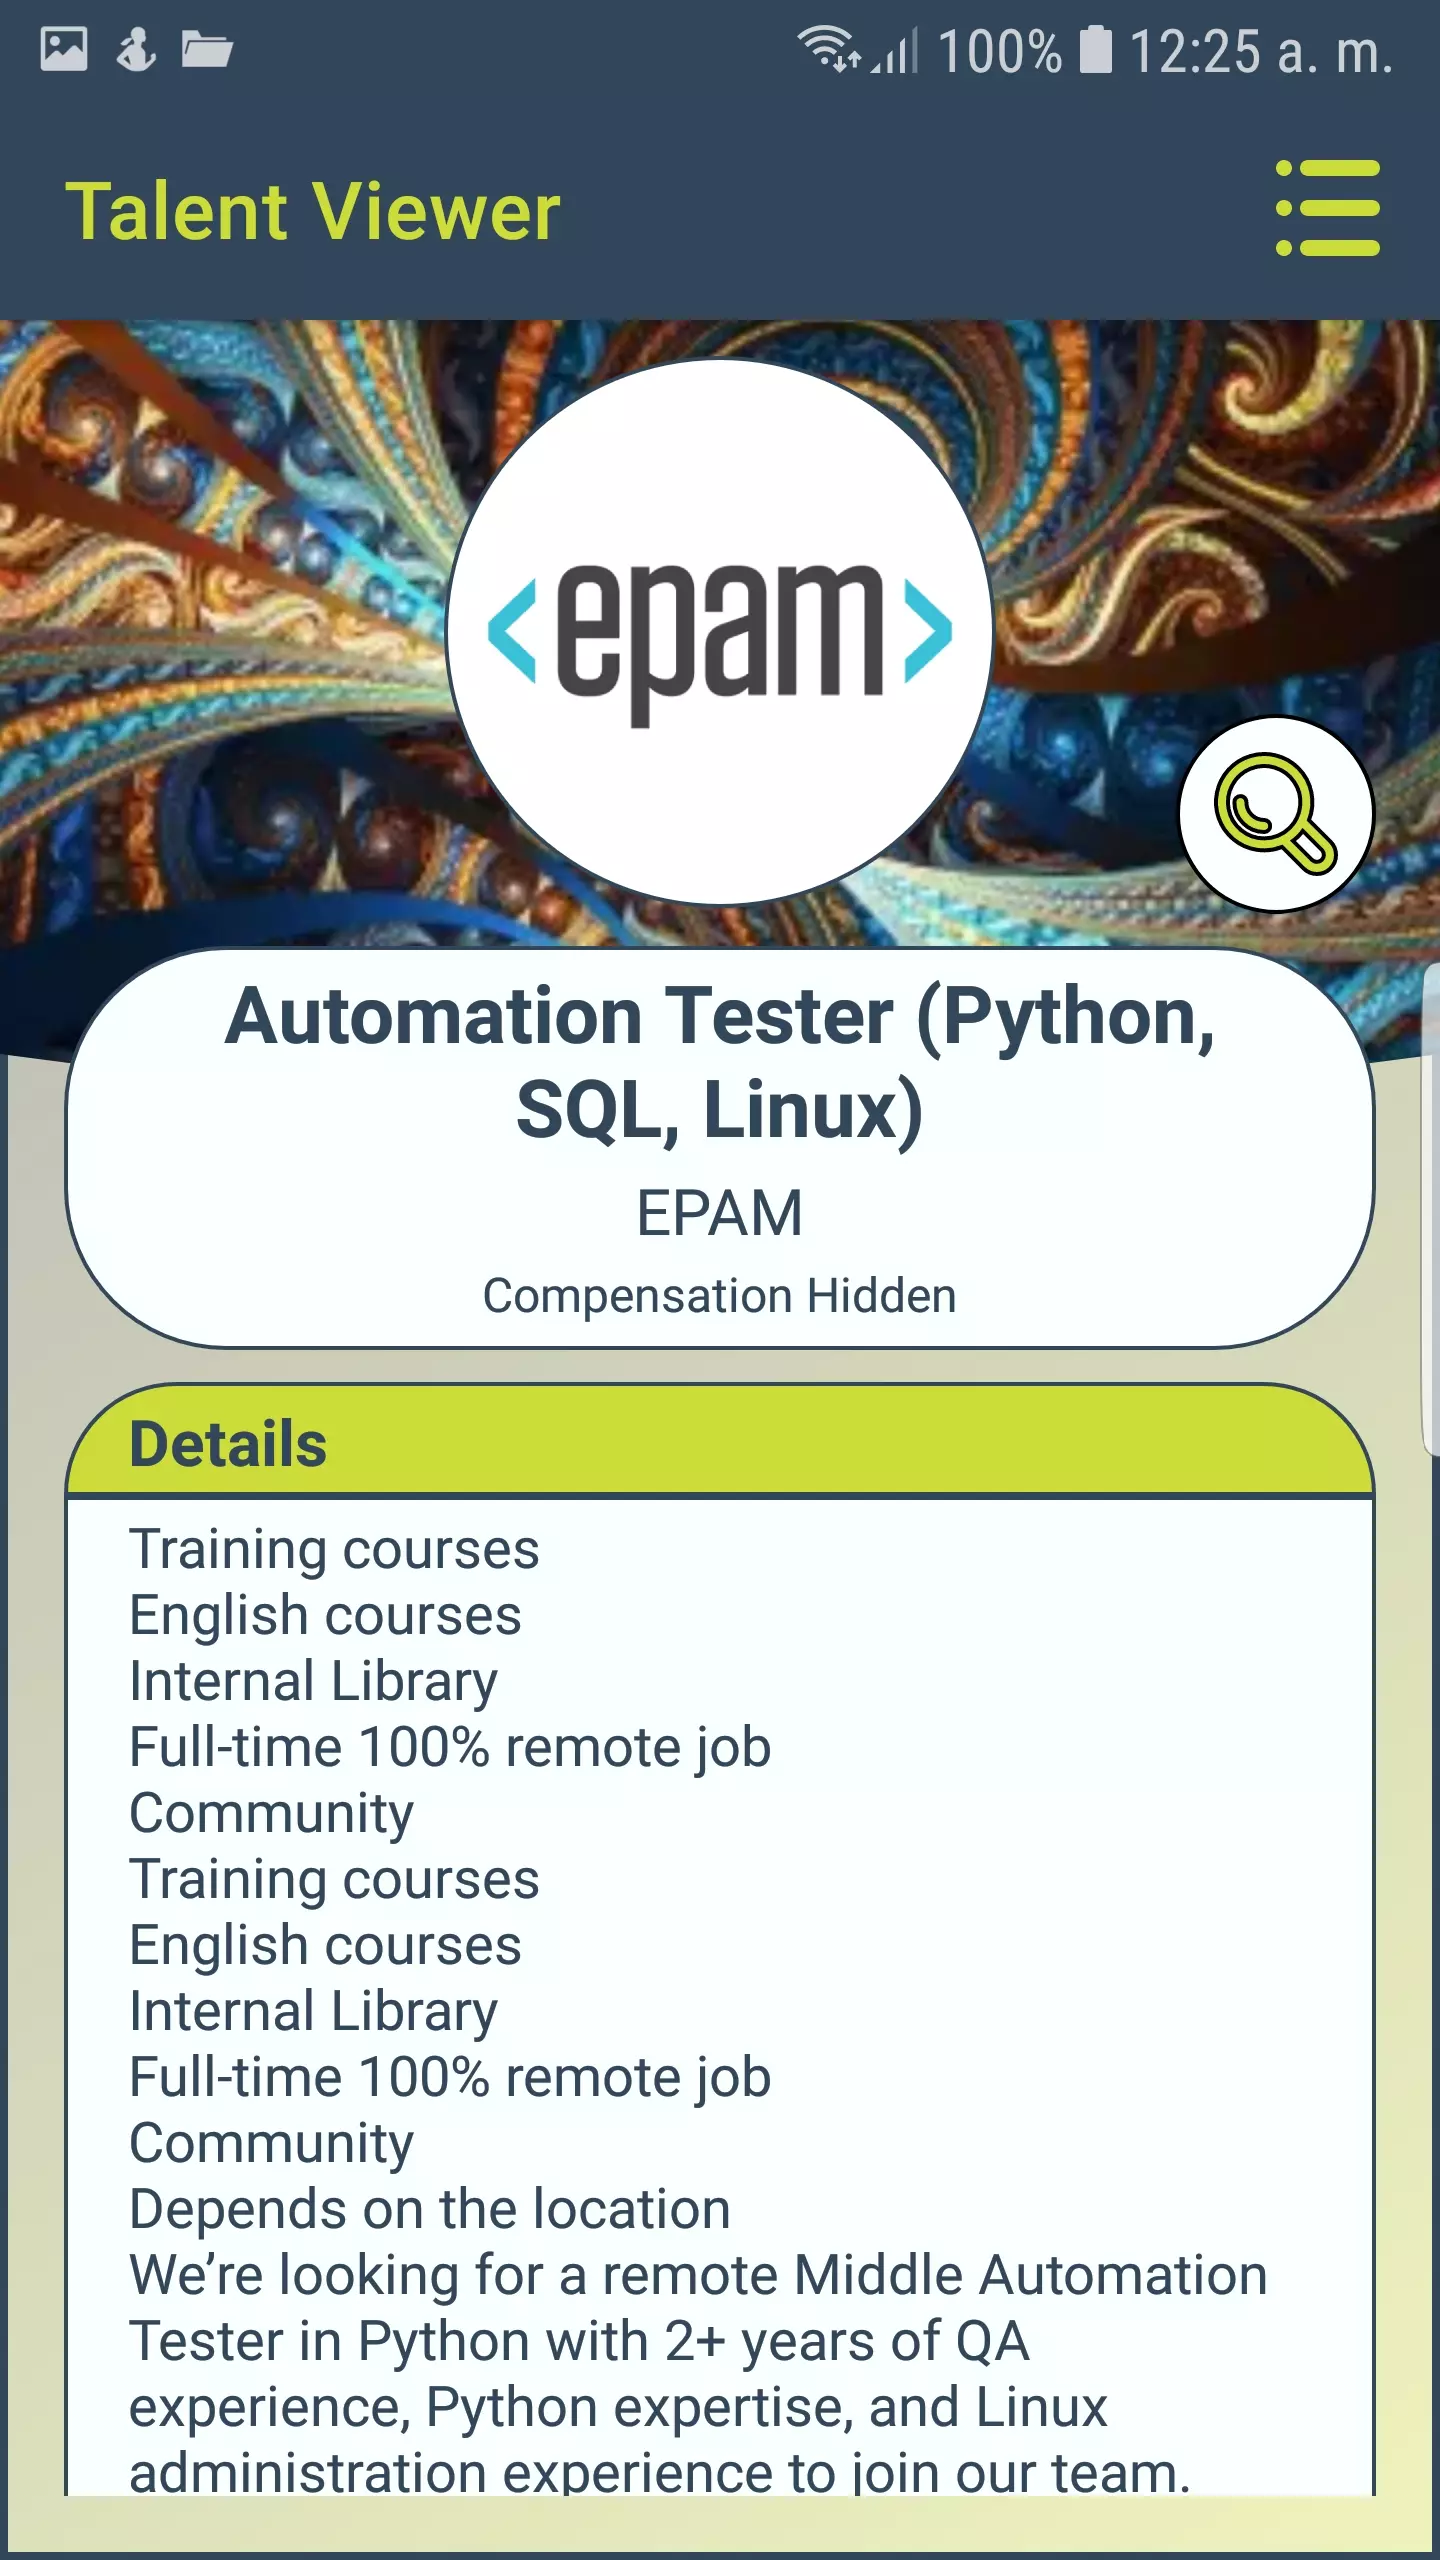 100% 12:25 a. m.
Talent Viewer
<epam>
Automation Tester (Python,
SQL, Linux)
EPAM
Compensation Hidden
Details
Training courses
English courses
Internal Library
Full-time 100% remote job
Community
Training courses
English courses
Internal Library
Full-time 100% remote job
Community
Depends on the location
We’re looking for a remote Middle Automation
Tester in Python with 2+ years of QA
experience, Python expertise, and Linux
administration experience to join our team.